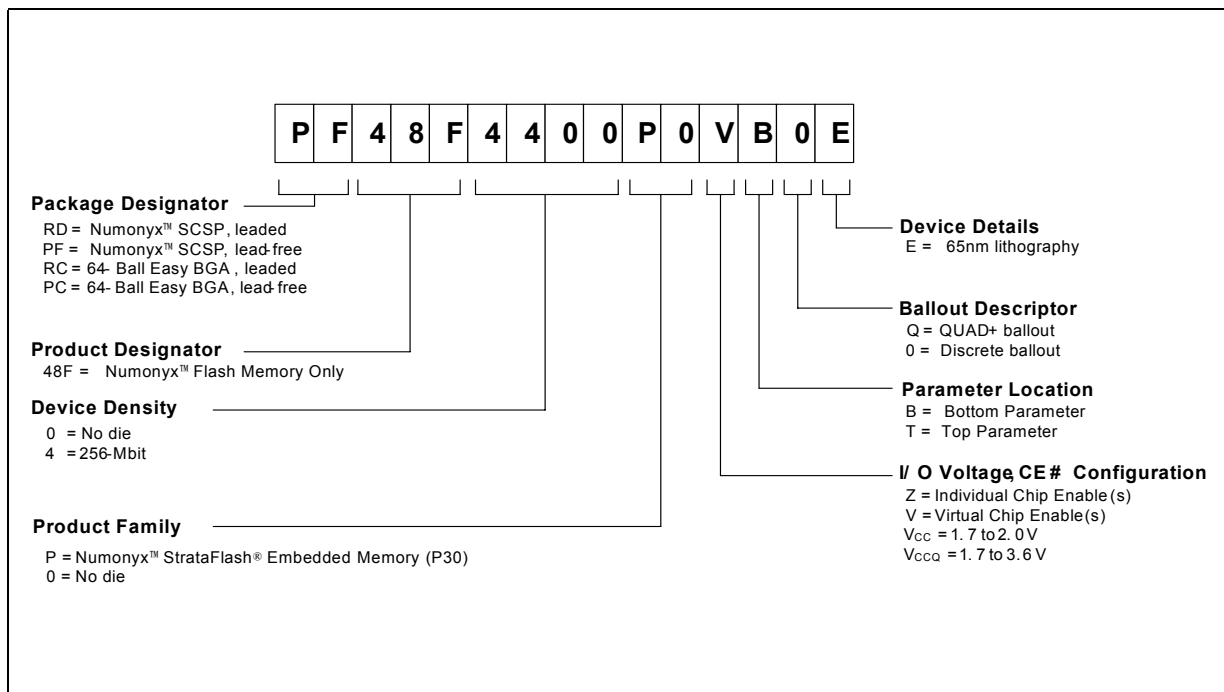 P F 4 8 F 4 4 0 0 P 0 V B 0 E
Package Designator
RD = Numonyx™ SCSP, leaded
PF = Numonyx™ SCSP, lead-free
RC = 64- Ball Easy BGA , leaded
PC = 64- Ball Easy BGA, lead-free
Product Designator
48F = Numonyx™ Flash Memory Only
Device Density
0 = No die
4 = 256-Mbit
Product Family
P = Numonyx™ StrataFlash® Embedded Memory (P30)
0 = No die
Device Details
E = 65nm lithography
Ballout Descriptor
Q = QUAD+ ballout
0 = Discrete ballout
Parameter Location
B = Bottom Parameter
T = Top Parameter
I/ O Voltage, CE # Configuration
Z = Individual Chip Enable(s)
V = Virtual Chip Enable(s)
VCC = 1. 7 to 2. 0 V
VCCQ = 1. 7 to 3. 6 V